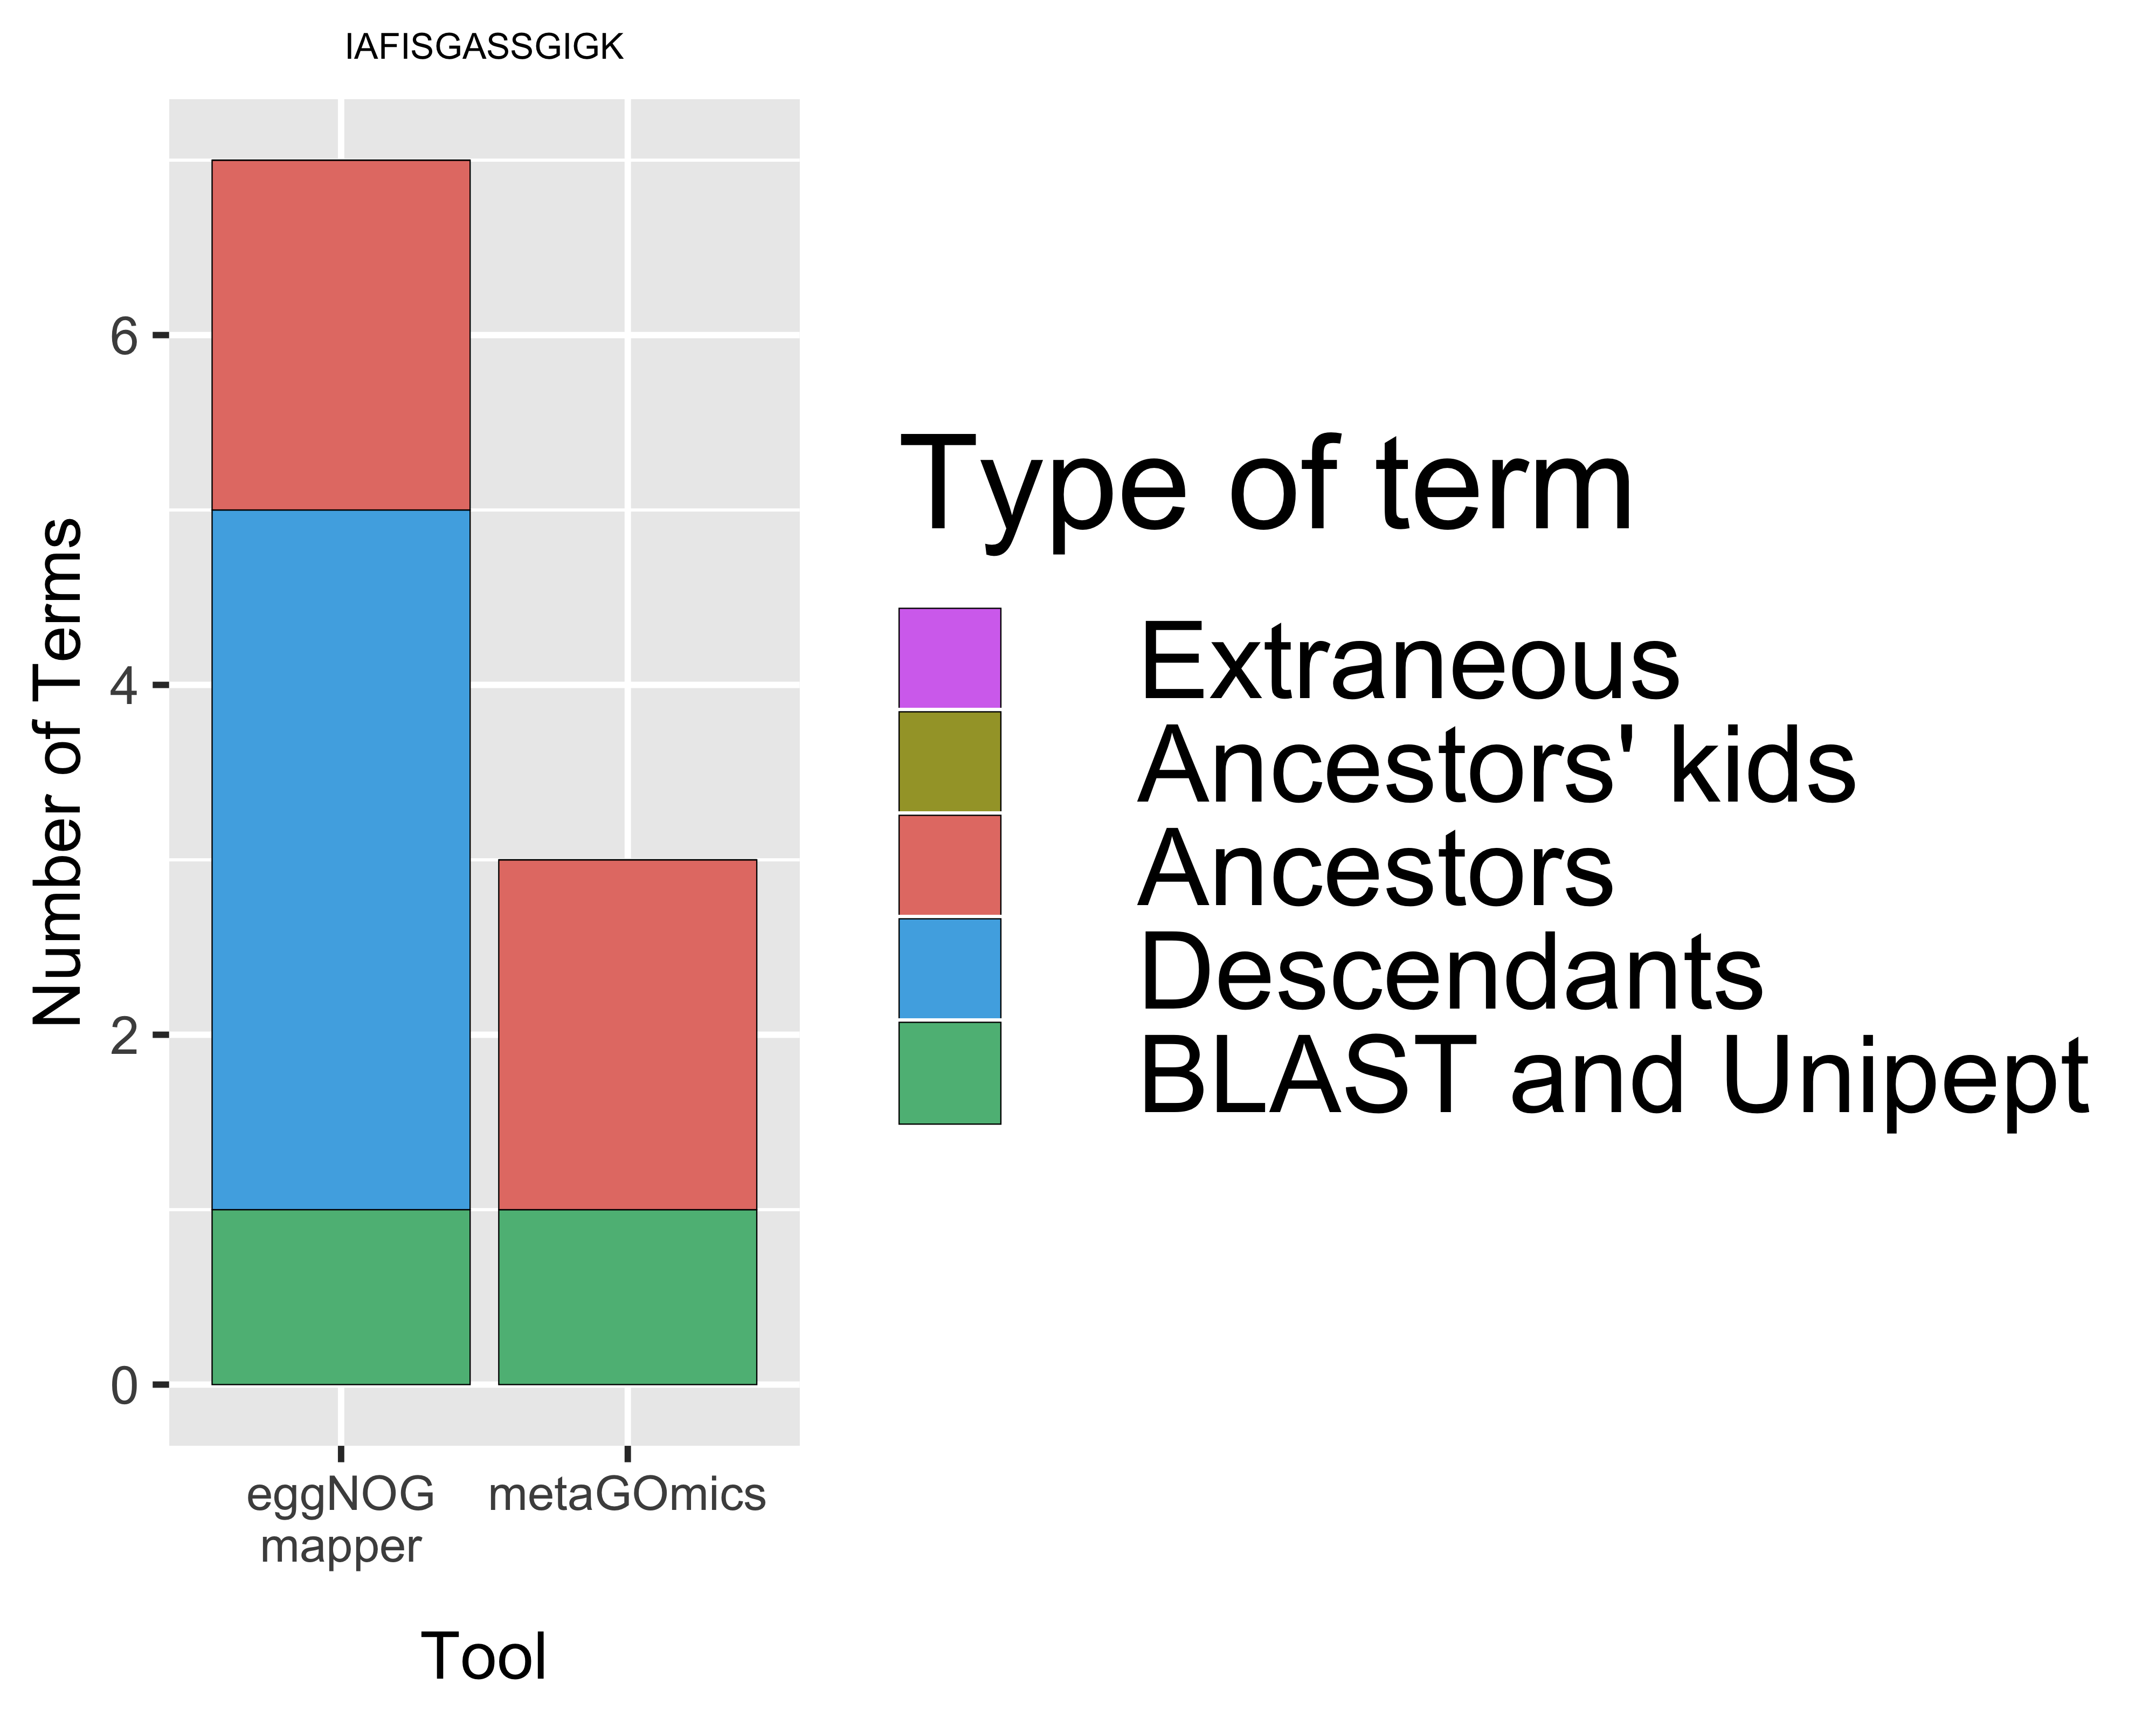 IAFISGASSGIGK
Number of Terms
6
4
2
0
eggNOG
mapper
metaGOmics
Tool
Type of term
Extraneous
Ancestors' kids
Ancestors
Descendants
BLAST and Unipept